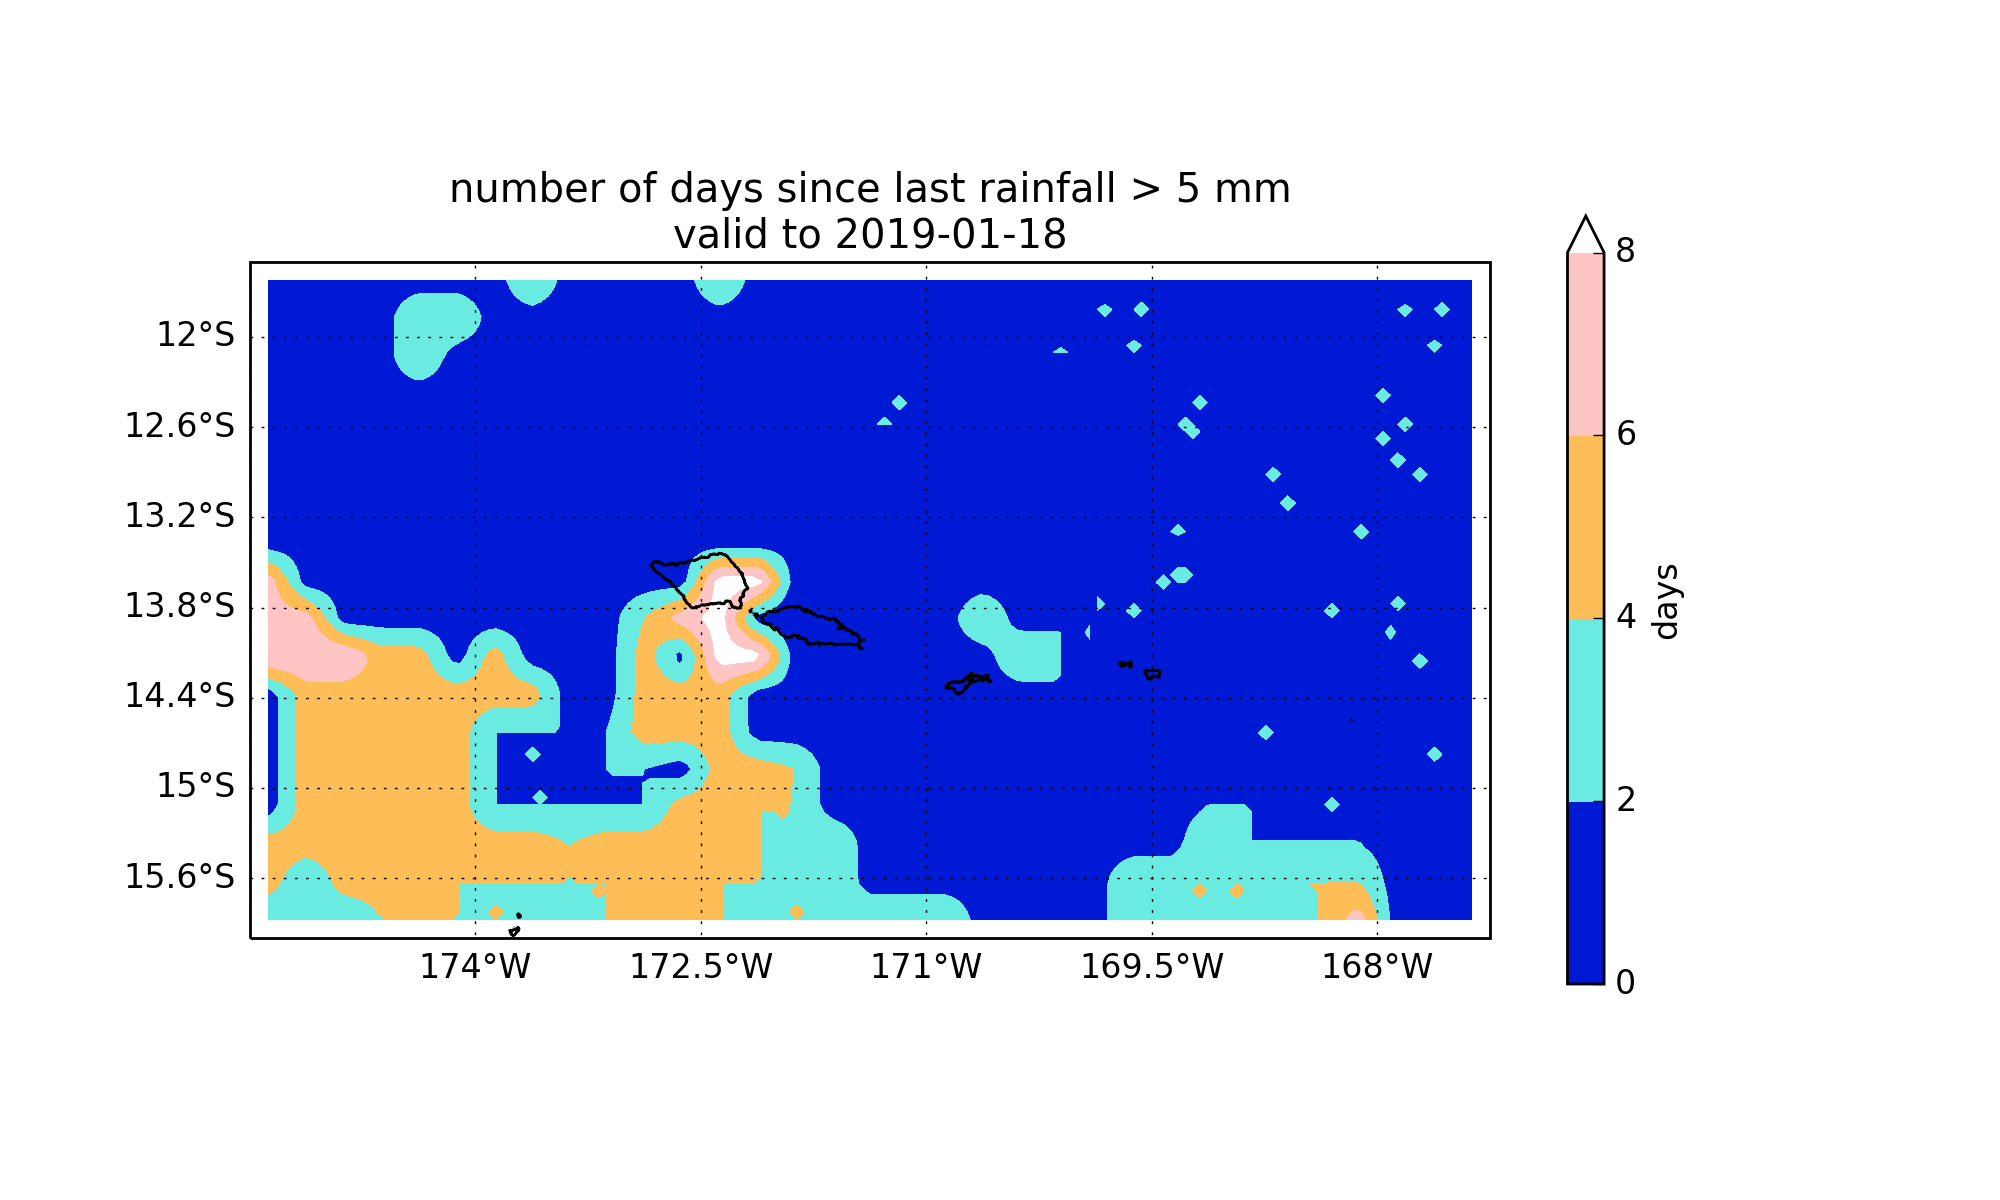 number of days since last rainfall > 5 mm
valid to 2019-01-18
12°S
12.6°S
13.2°S
13.8°S
14.4°S
15°S
15.6°S
174°W
172.5°W
171°W
169.5°W
168°W
8
6
4
2
0
days